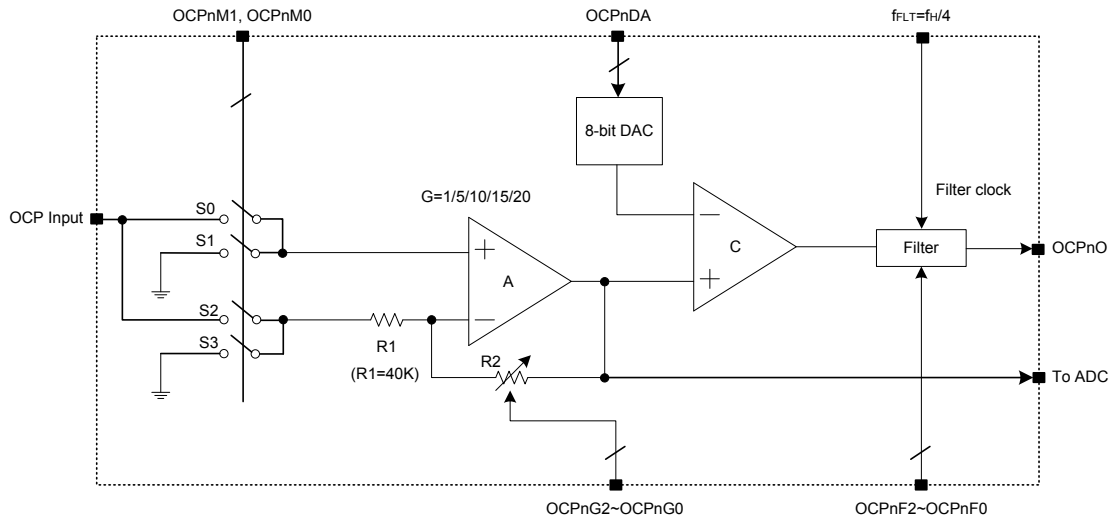 OCPnM1, OCPnM0
OCPnDA
fFLT=fH/4
8-bit DAC
G=1/5/10/15/20
Filter clock
OCP Input
S0
S1
S2
S3
+
−
A
−
+
C
Filter
OCPnO
R1
(R1=40K)
R2
To ADC
OCPnG2~OCPnG0
OCPnF2~OCPnF0